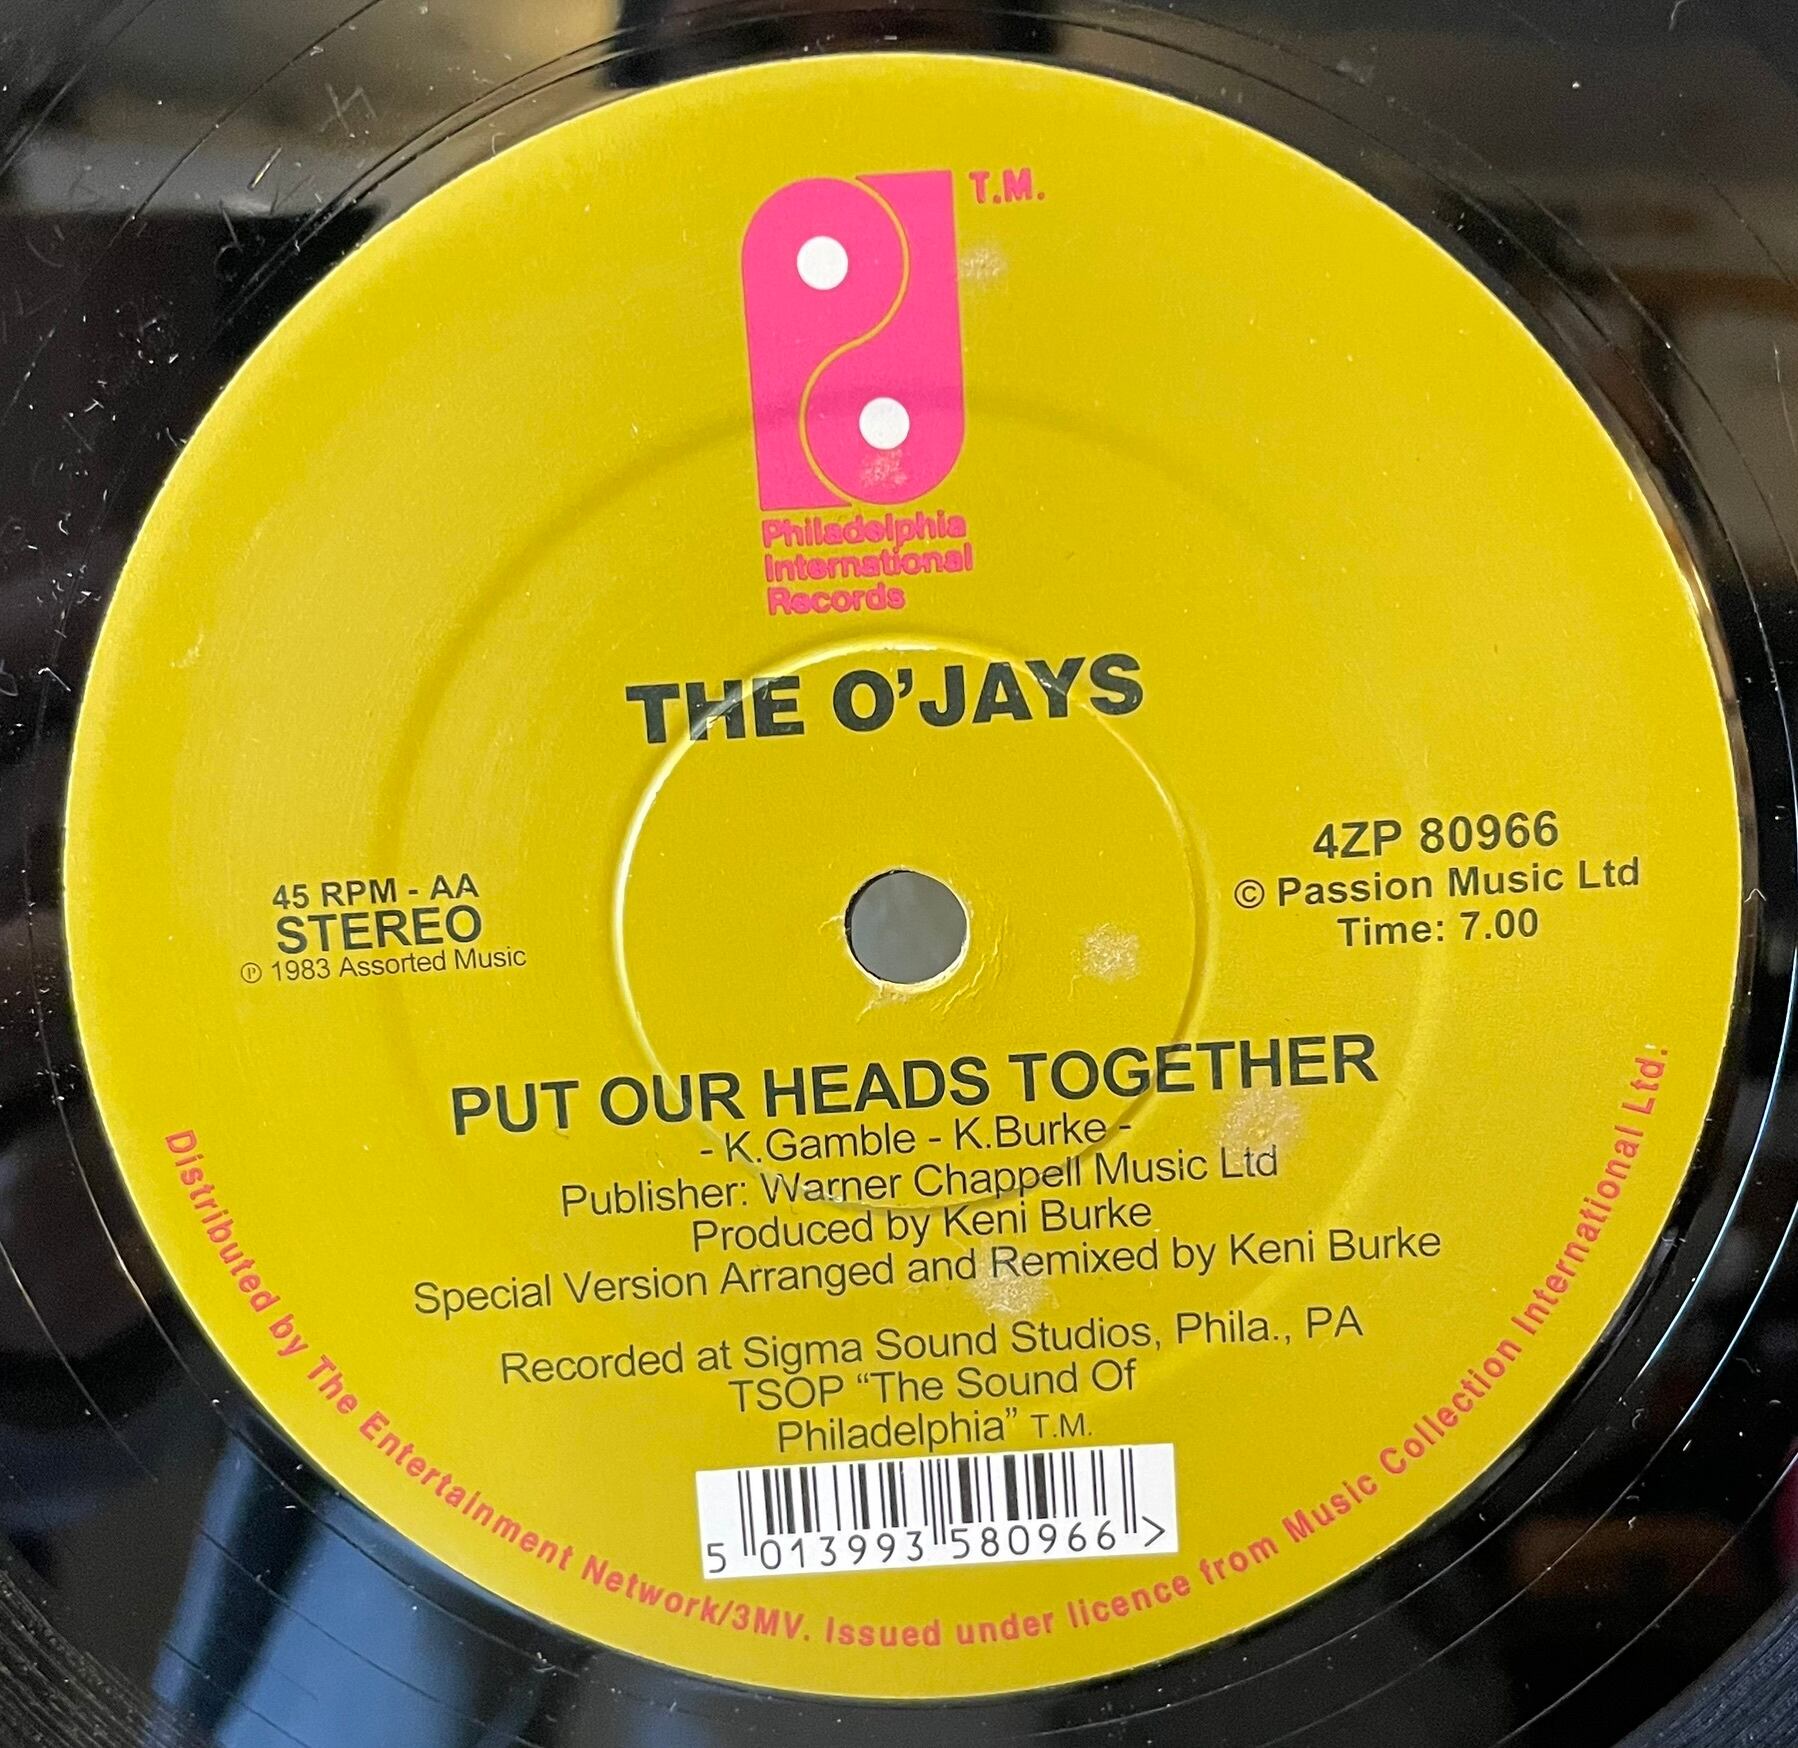 T.M.
Philadelphia
International
Records
THE O'JAYS
45 RPM - AA
STEREO
℗ 1983 Assorted Music
4ZP 80966
© Passion Music Ltd
Time: 7.00
PUT OUR HEADS TOGETHER
- K.Gamble - K.Burke -
Publisher: Warner Chappell Music Ltd
Produced by Keni Burke
Special Version Arranged and Remixed by Keni Burke
Recorded at Sigma Sound Studios, Phila., PA
TSOP “The Sound Of
Philadelphia” T.M.
5 013993 580966 >
Distributed by The Entertainment Network/3MV. Issued under licence from Music Collection International Ltd.